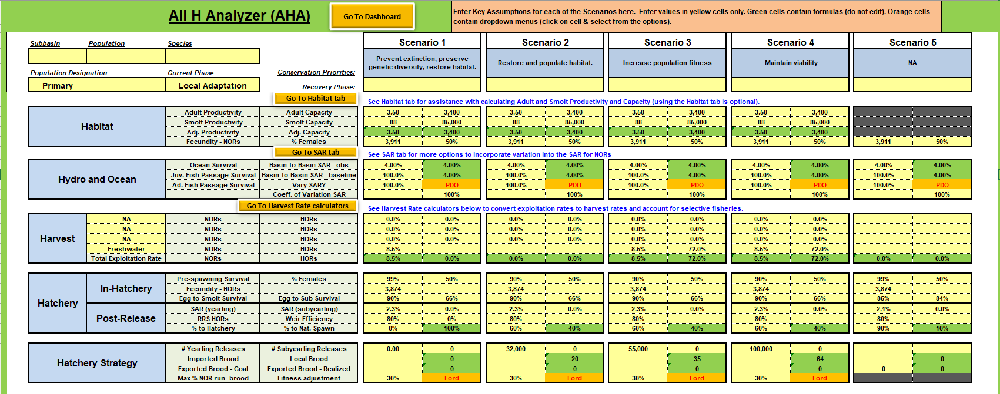 All H Analyzer (AHA)
Go To Dashboard
Enter Key Assumptions for each of the Scenarios here. Enter values in yellow cells only. Green cells contain formulas (do not edit). Orange cells
contain dropdown menus (click on cell & select from the options).
Subbasin Population Species
Scenario 1 Scenario 2 Scenario 3 Scenario 4 Scenario 5
Prevent extinction, preserve
genetic diversity, restore habitat.
Restore and populate habitat.
Increase population fitness
Maintain viability
NA
Population Designation Current Phase Conservation Priorities:
Primary Local Adaptation Recovery Phase:
Go To Habitat tab
See Habitat tab for assistance with calculating Adult and Smolt Productivity and Capacity (using the Habitat tab is optional).
Habitat
Adult Productivity Adult Capacity 3.50 3,400 3.50 3,400 3.50 3,400 3.50 3,400
Smolt Productivity Smolt Capacity 88 85,000 88 85,000 88 85,000 88 85,000
Adj. Productivity Adj. Capacity 3.50 3,400 3.50 3,400 3.50 3,400 3.50 3,400
Fecundity - NORs % Females 3,911 50% 3,911 50% 3,911 50% 3,911 50% 3,911 50%
Go To SAR tab
See SAR tab for more options to incorporate variation into the SAR for NORs
Hydro and Ocean
Ocean Survival Basin-to-Basin SAR - obs 4.00% 4.00% 4.00% 4.00% 4.00% 4.00% 4.00% 4.00% 4.00% 4.00%
Juv. Fish Passage Survival Basin-to-Basin SAR - baseline 100.0% 4.00% 100.0% 4.00% 100.0% 4.00% 100.0% 4.00% 100.0% 4.00%
Ad. Fish Passage Survival Vary SAR? 100.0% PDO 100.0% PDO 100.0% PDO 100.0% PDO 100.0% PDO
Coeff. of Variation SAR 100% 100% 100% 100% 100%
Go To Harvest Rate calculators
See Harvest Rate calculators below to convert exploitation rates to harvest rates and account for selective fisheries.
Harvest
NA NORs HORs 0.0% 0.0% 0.0% 0.0% 0.0% 0.0% 0.0% 0.0%
NA NORs HORs 0.0% 0.0% 0.0% 0.0% 0.0% 0.0% 0.0% 0.0%
NA NORs HORs 0.0% 0.0% 0.0% 0.0% 0.0% 0.0% 0.0% 0.0%
Freshwater NORs HORs 8.5% 8.5% 72.0% 8.5% 72.0%
Total Exploitation Rate NORs HORs 8.5% 0.0% 0.0% 0.0% 8.5% 72.0% 8.5% 72.0% 0.0% 0.0%
Hatchery
In-Hatchery
Pre-spawning Survival % Females 99% 50% 90% 50% 90% 50% 90% 50% 99% 50%
Fecundity - HORs 3,874 3,874 3,874 3,874 3,874
Egg to Smolt Survival Egg to Sub Survival 90% 66% 90% 66% 90% 66% 90% 66% 85% 84%
Post-Release
SAR (yearling) SAR (subyearling) 2.3% 0.0% 2.3% 0.0% 2.3% 0.0% 2.3% 0.0% 2.1% 0.0%
RRS HORs Weir Efficiency 80% 0% 80% 80% 80% 80%
% to Hatchery % to Nat. Spawn 0% 100% 60% 40% 60% 40% 60% 40% 90% 10%
Hatchery Strategy
# Yearling Releases # Subyearling Releases 0.00 0 32,000 0 55,000 0 100,000 0
Imported Brood Local Brood 0 20 35 64 0
Exported Brood - Goal Exported Brood - Realized 0 0 0 0 0 0
Max % NOR run -brood Fitness adjustment 30% Ford 30% Ford 30% Ford 30% Ford